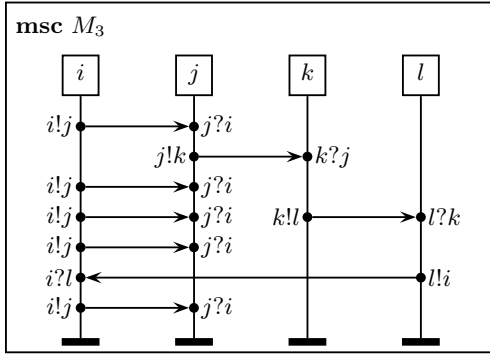 msc M₃
i j k l
i!j j?i
j!k k?j
i!j j?i
i!j j?i k!l l?k
i!j j?i
i?l l!i
i!j j?i